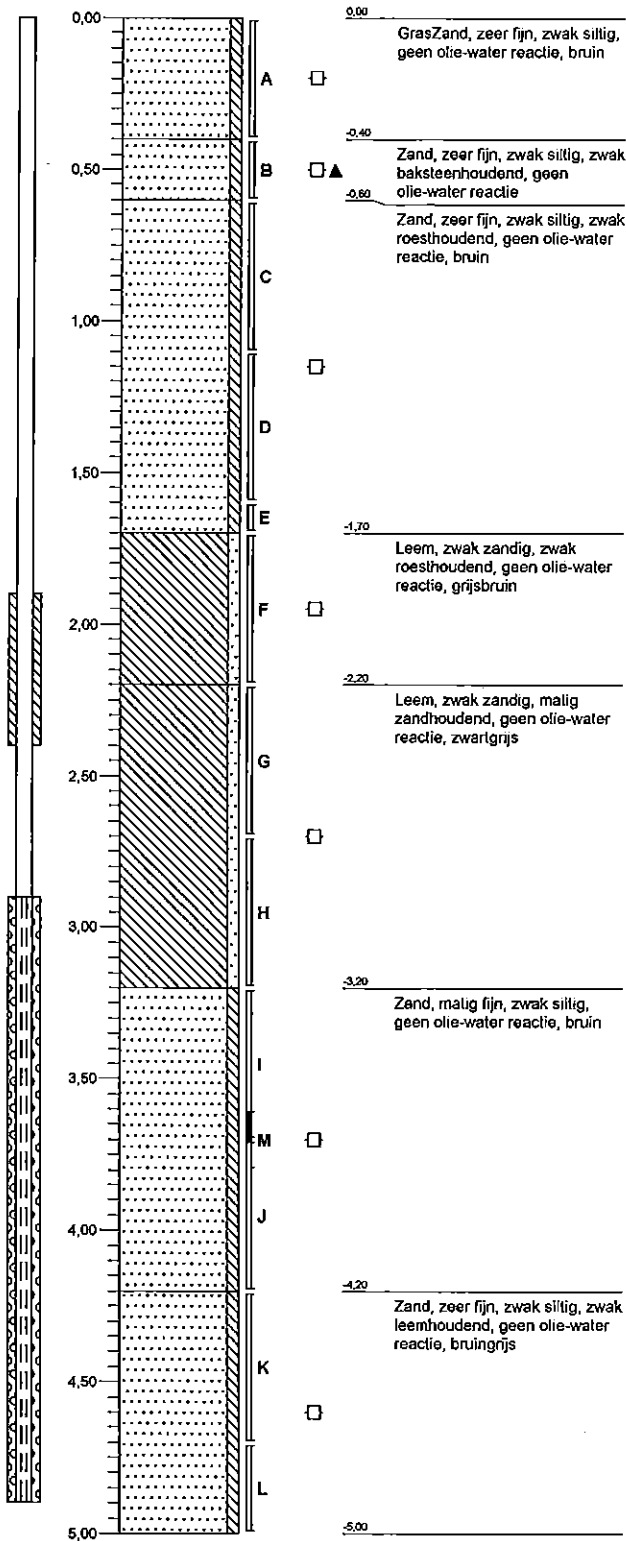 0,00
0,00
GrasZand, zeer fijn, zwak siltig,
geen olie-water reactie, bruin
A
-0,40
0,50
B
Zand, zeer fijn, zwak siltig, zwak
baksteenhoudend, geen
olie-water reactie
-0,60
Zand, zeer fijn, zwak siltig, zwak
roesthoudend, geen olie-water
reactie, bruin
C
1,00
D
1,50
E
-1,70
Leem, zwak zandig, zwak
roesthoudend, geen olie-water
reactie, grijsbruin
F
2,00
-2,20
Leem, zwak zandig, matig
zandhoudend, geen olie-water
reactie, zwartgrijs
G
2,50
H
3,00
-3,20
Zand, matig fijn, zwak siltig,
geen olie-water reactie, bruin
I
3,50
M
J
4,00
-4,20
Zand, zeer fijn, zwak siltig, zwak
leemhoudend, geen olie-water
reactie, bruingrijs
K
4,50
L
5,00
-5,00